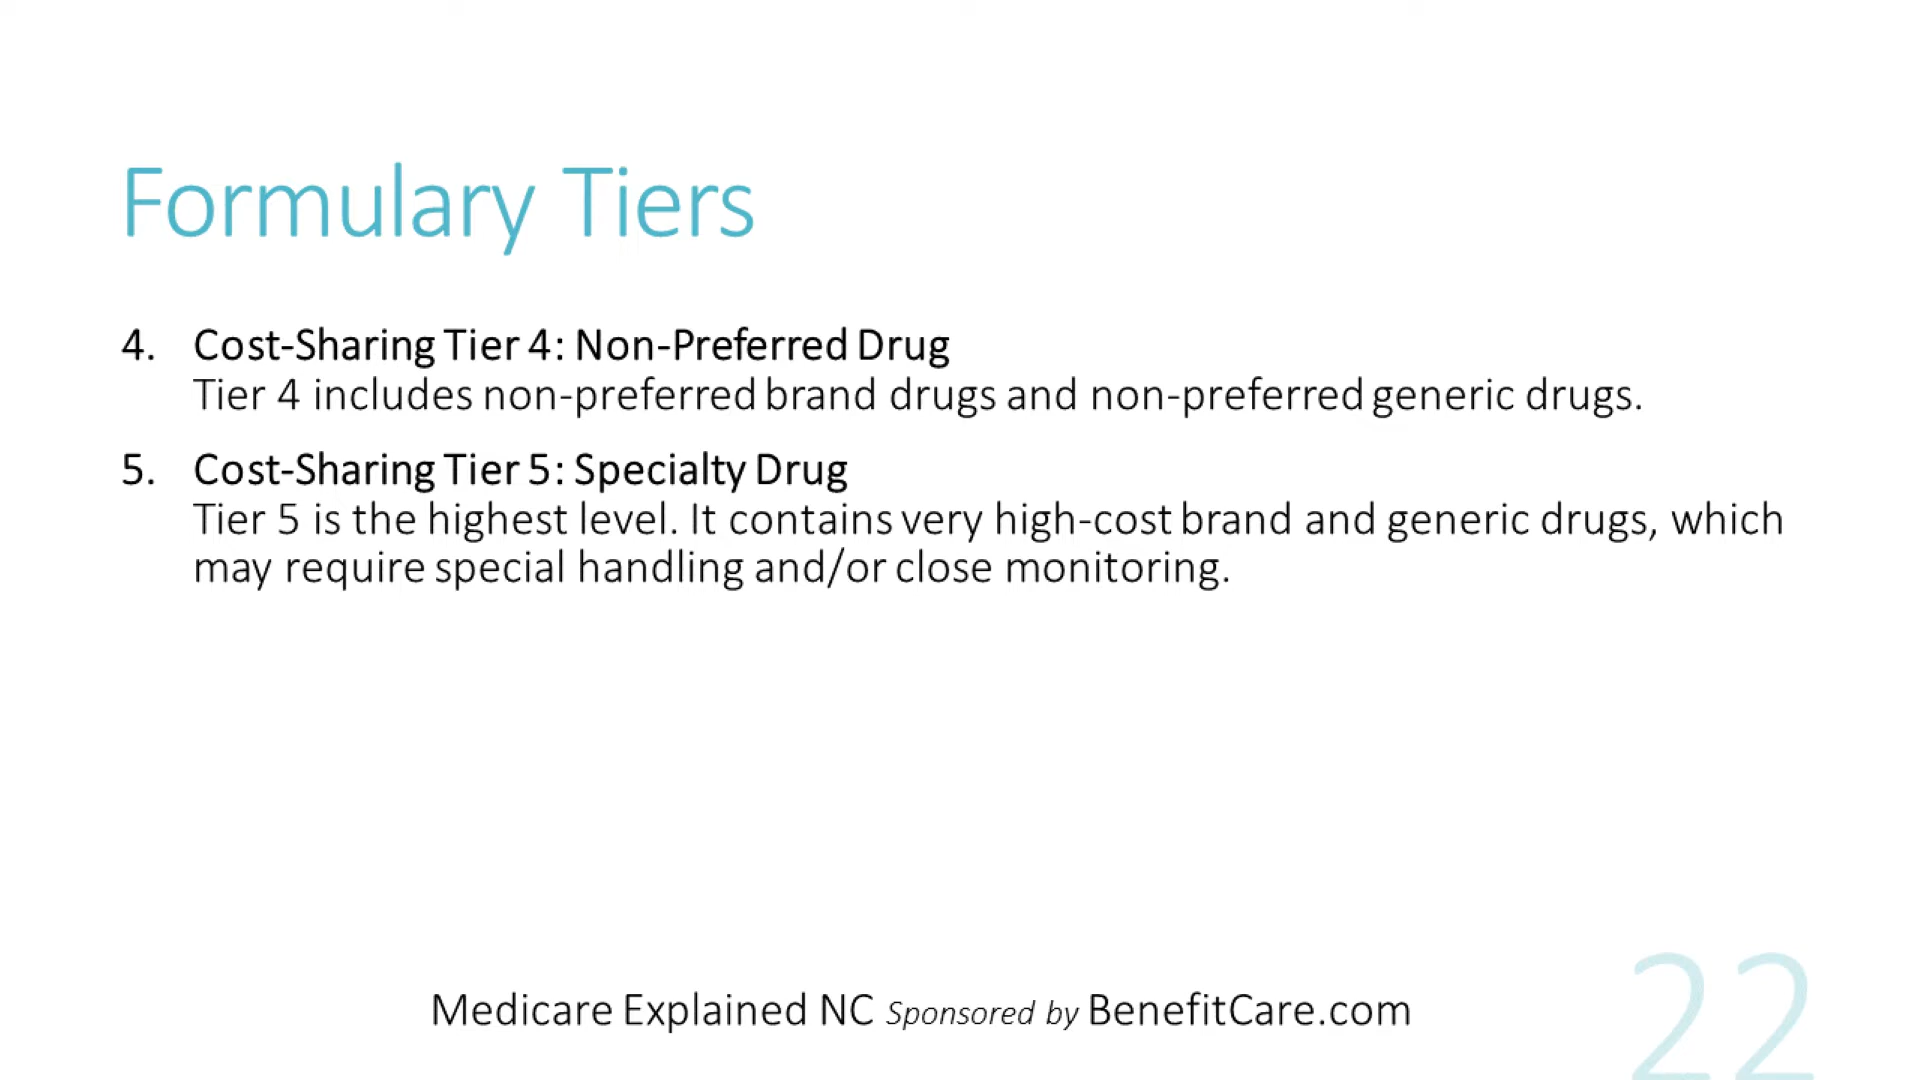 Formulary Tiers
4. Cost-Sharing Tier 4: Non-Preferred Drug
Tier 4 includes non-preferred brand drugs and non-preferred generic drugs.
5. Cost-Sharing Tier 5: Specialty Drug
Tier 5 is the highest level. It contains very high-cost brand and generic drugs, which
may require special handling and/or close monitoring.
Medicare Explained NC Sponsored by BenefitCare.com
22